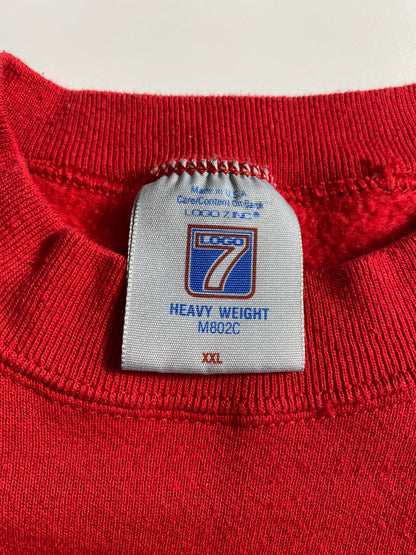 Made in U.S.A.
Care/Content on Back
LOGO 7, INC®
LOGO
7
HEAVY WEIGHT
M802C
XXL